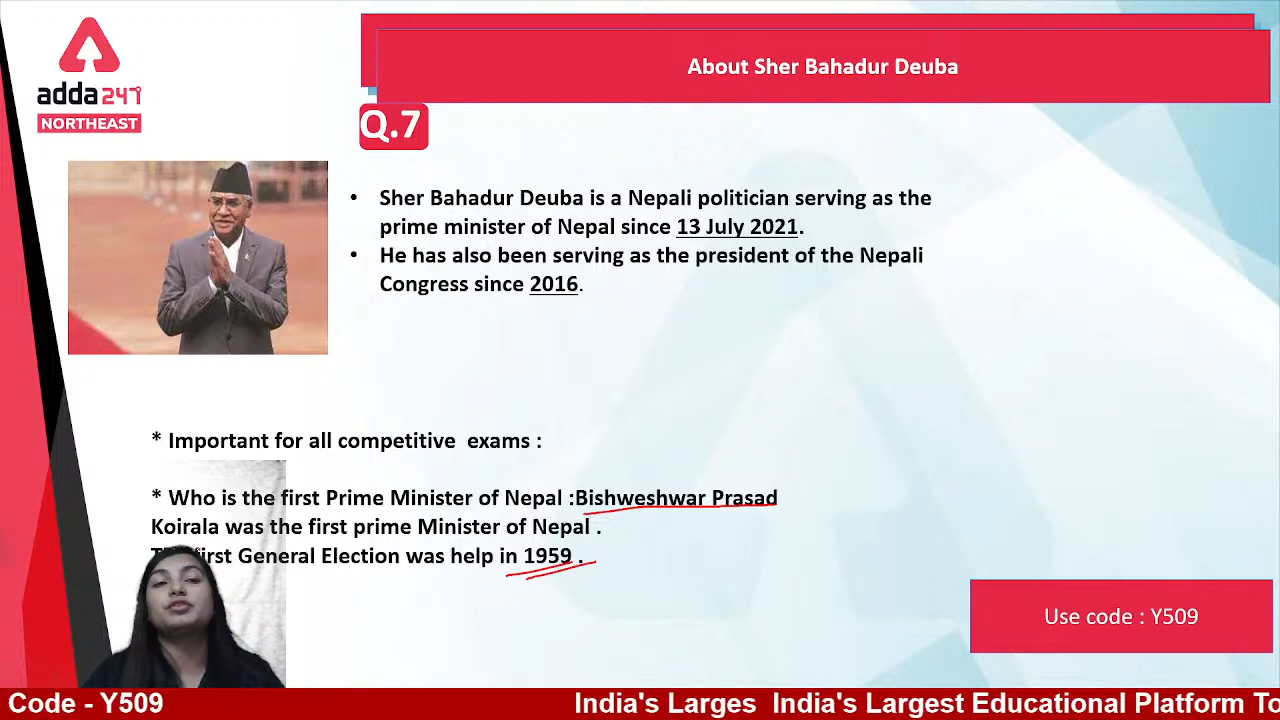 adda247
NORTHEAST
About Sher Bahadur Deuba
Q.7
• Sher Bahadur Deuba is a Nepali politician serving as the
prime minister of Nepal since 13 July 2021.
• He has also been serving as the president of the Nepali
Congress since 2016.
* Important for all competitive exams :
* Who is the first Prime Minister of Nepal :Bishweshwar Prasad
Koirala was the first prime Minister of Nepal .
first General Election was help in 1959 .
Use code : Y509
Code - Y509 India's Larges India's Largest Educational Platform To